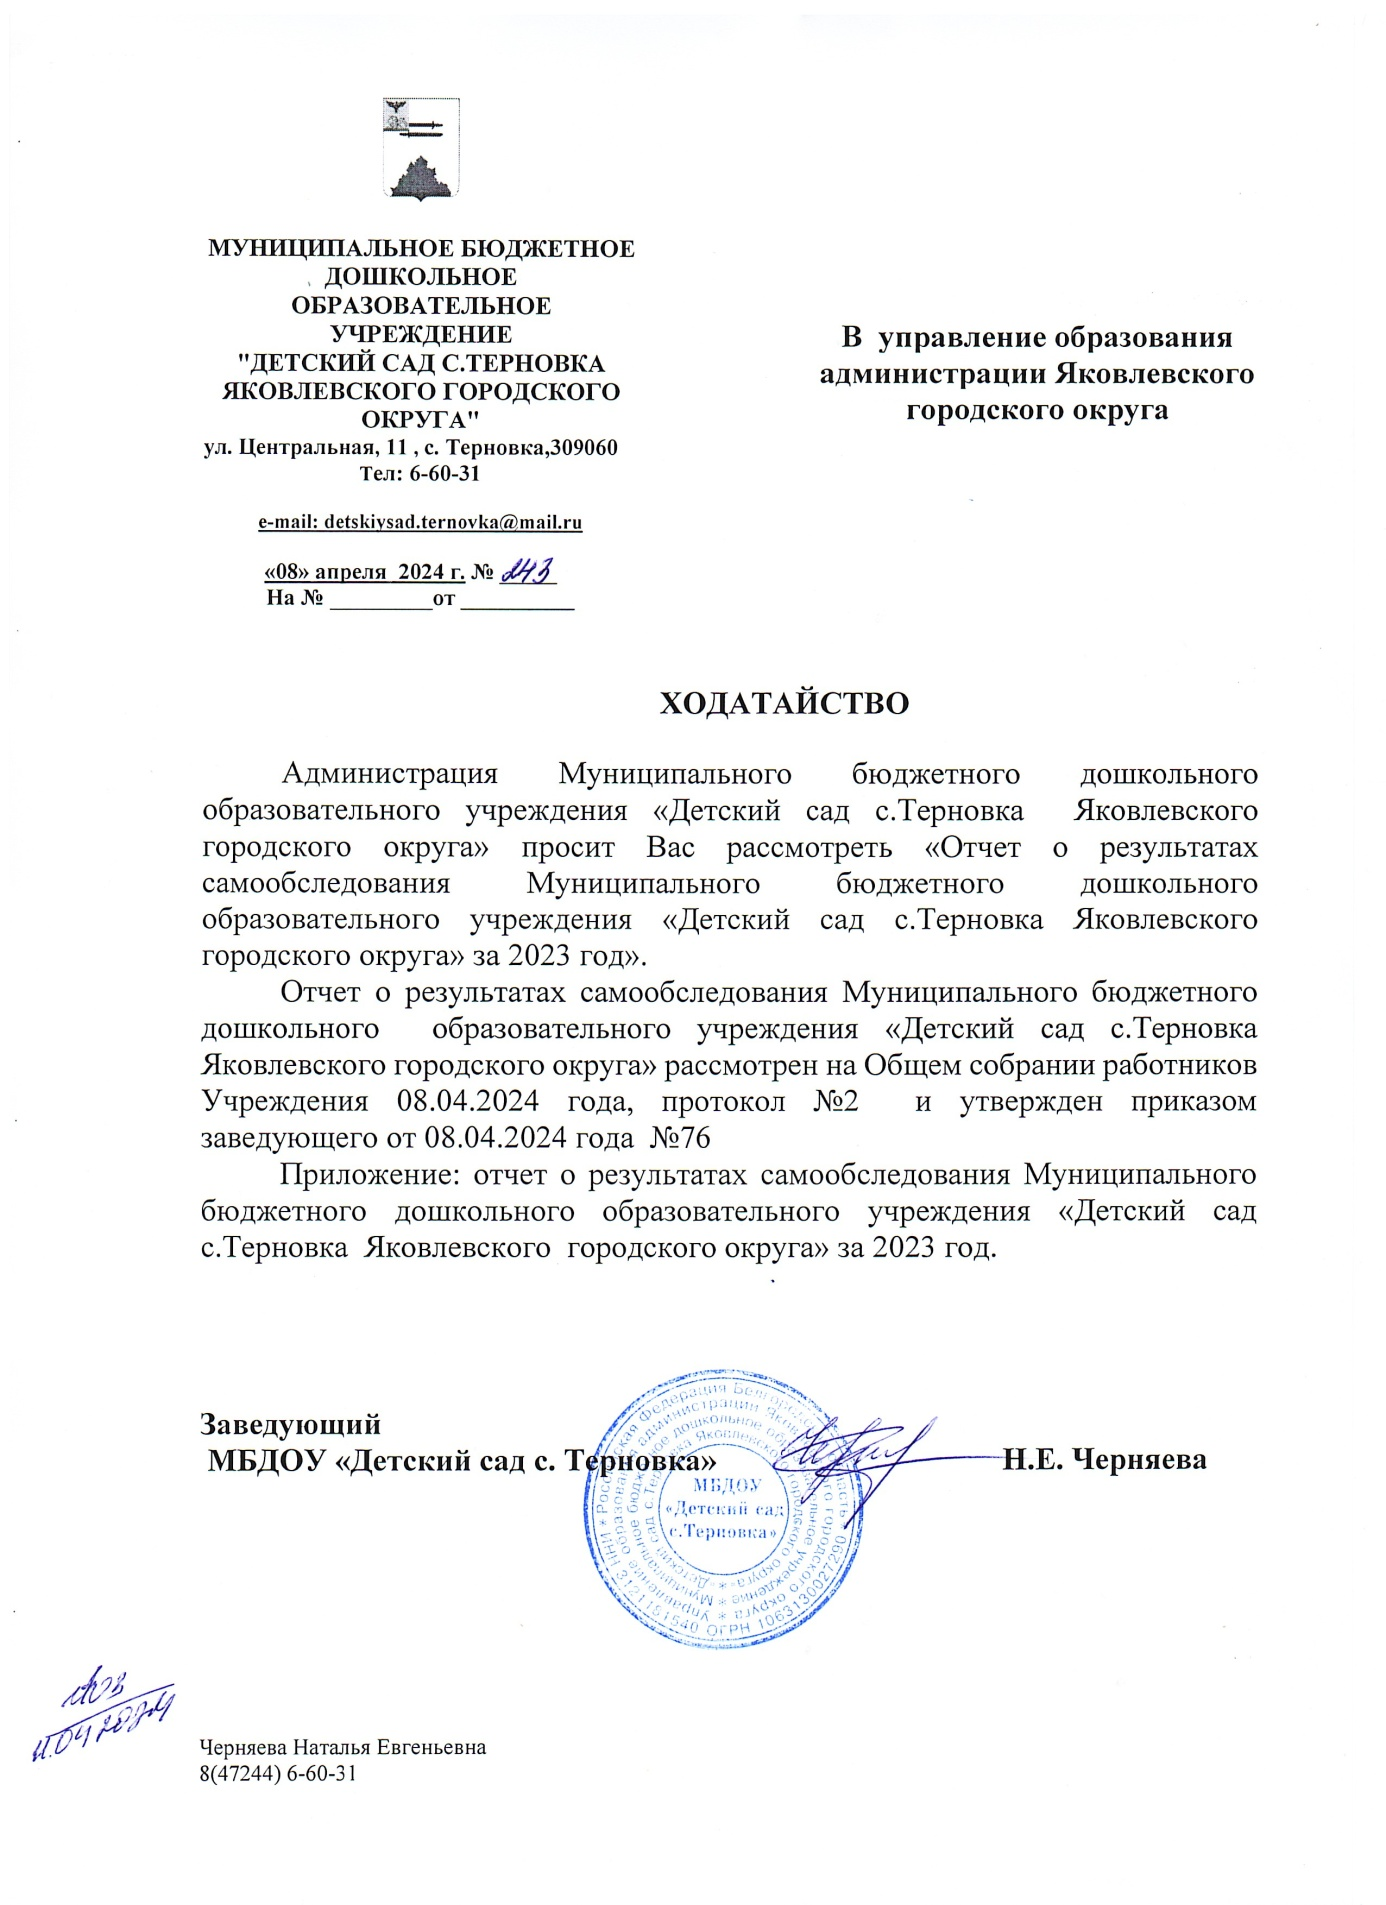 МУНИЦИПАЛЬНОЕ БЮДЖЕТНОЕ
ДОШКОЛЬНОЕ
ОБРАЗОВАТЕЛЬНОЕ
УЧРЕЖДЕНИЕ
"ДЕТСКИЙ САД С.ТЕРНОВКА
ЯКОВЛЕВСКОГО ГОРОДСКОГО
ОКРУГА"
ул. Центральная, 11 , с. Терновка,309060
Тел: 6-60-31
e-mail: detskiysad.ternovka@mail.ru
«08» апреля 2024 г. № 243
На № _________от __________
В управление образования
администрации Яковлевского
городского округа
ХОДАТАЙСТВО
Администрация Муниципального бюджетного дошкольного
образовательного учреждения «Детский сад с.Терновка Яковлевского
городского округа» просит Вас рассмотреть «Отчет о результатах
самообследования Муниципального бюджетного дошкольного
образовательного учреждения «Детский сад с.Терновка Яковлевского
городского округа» за 2023 год».
Отчет о результатах самообследования Муниципального бюджетного
дошкольного образовательного учреждения «Детский сад с.Терновка
Яковлевского городского округа» рассмотрен на Общем собрании работников
Учреждения 08.04.2024 года, протокол №2 и утвержден приказом
заведующего от 08.04.2024 года №76
Приложение: отчет о результатах самообследования Муниципального
бюджетного дошкольного образовательного учреждения «Детский сад
с.Терновка Яковлевского городского округа» за 2023 год.
Заведующий
МБДОУ «Детский сад с. Терновка» Н.Е. Черняева
МБДОУ
«Детский сад
с.Терновка»
ОГРН 1063130027290
11.04.2024
Черняева Наталья Евгеньевна
8(47244) 6-60-31